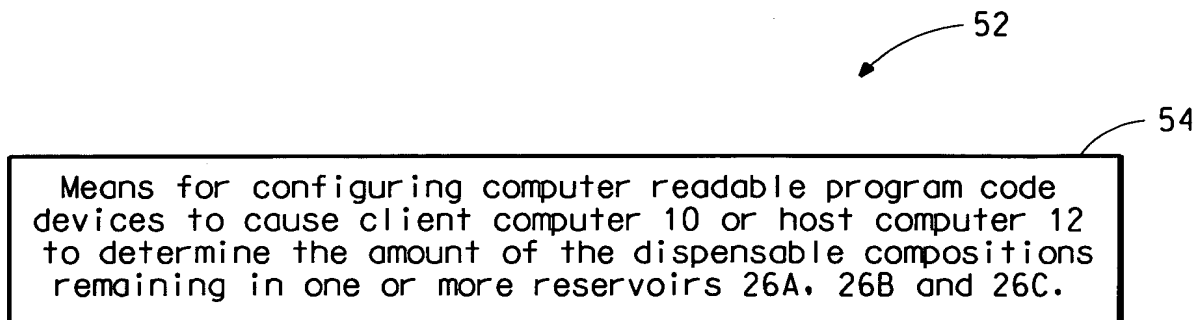 52
54
Means for configuring computer readable program code
devices to cause client computer 10 or host computer 12
to determine the amount of the dispensable compositions
remaining in one or more reservoirs 26A, 26B and 26C.